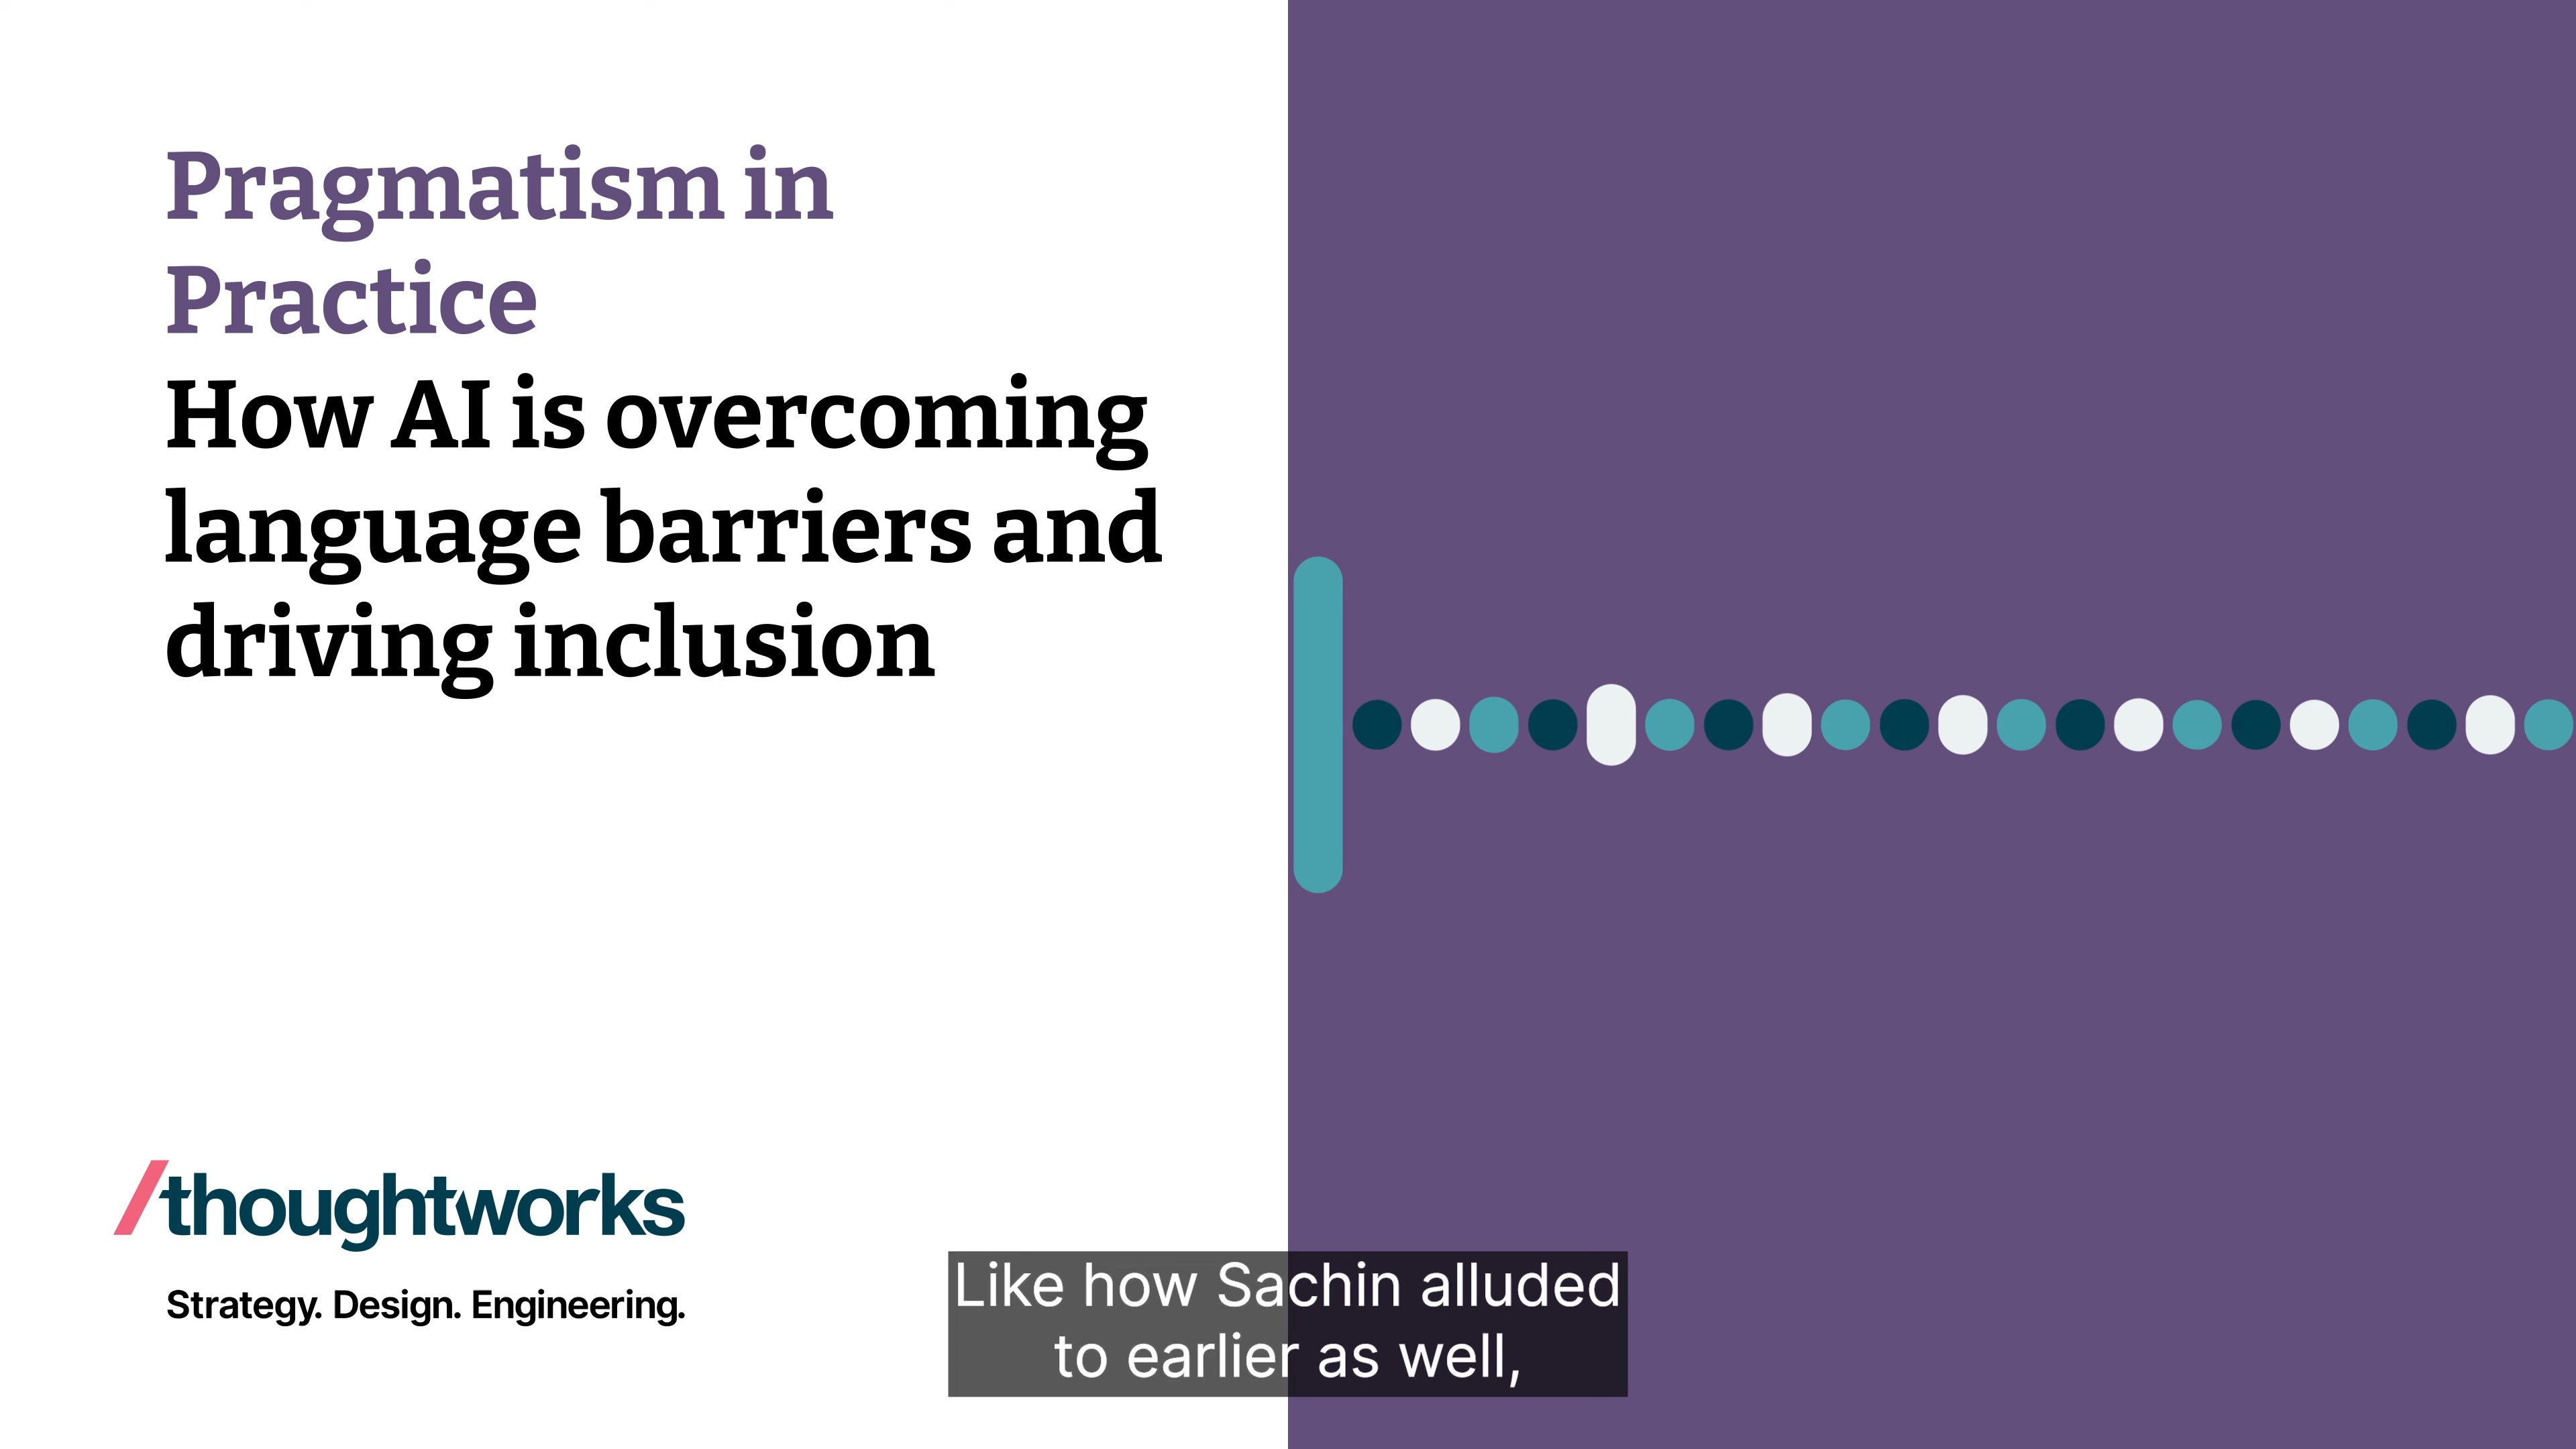 Pragmatism in
Practice
How AI is overcoming
language barriers and
driving inclusion
/thoughtworks
Strategy. Design. Engineering.
Like how Sachin alluded
to earlier as well,